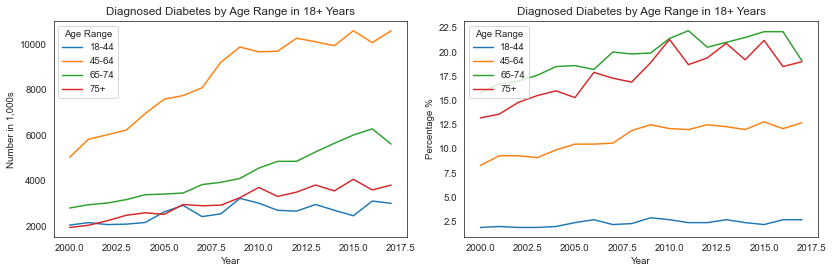 Diagnosed Diabetes by Age Range in 18+ Years
Age Range
18-44
45-64
65-74
75+
Number in 1,000s
10000
8000
6000
4000
2000
2000.0 2002.5 2005.0 2007.5 2010.0 2012.5 2015.0 2017.5
Year
Diagnosed Diabetes by Age Range in 18+ Years
Age Range
18-44
45-64
65-74
75+
Percentage %
22.5
20.0
17.5
15.0
12.5
10.0
7.5
5.0
2.5
2000.0 2002.5 2005.0 2007.5 2010.0 2012.5 2015.0 2017.5
Year